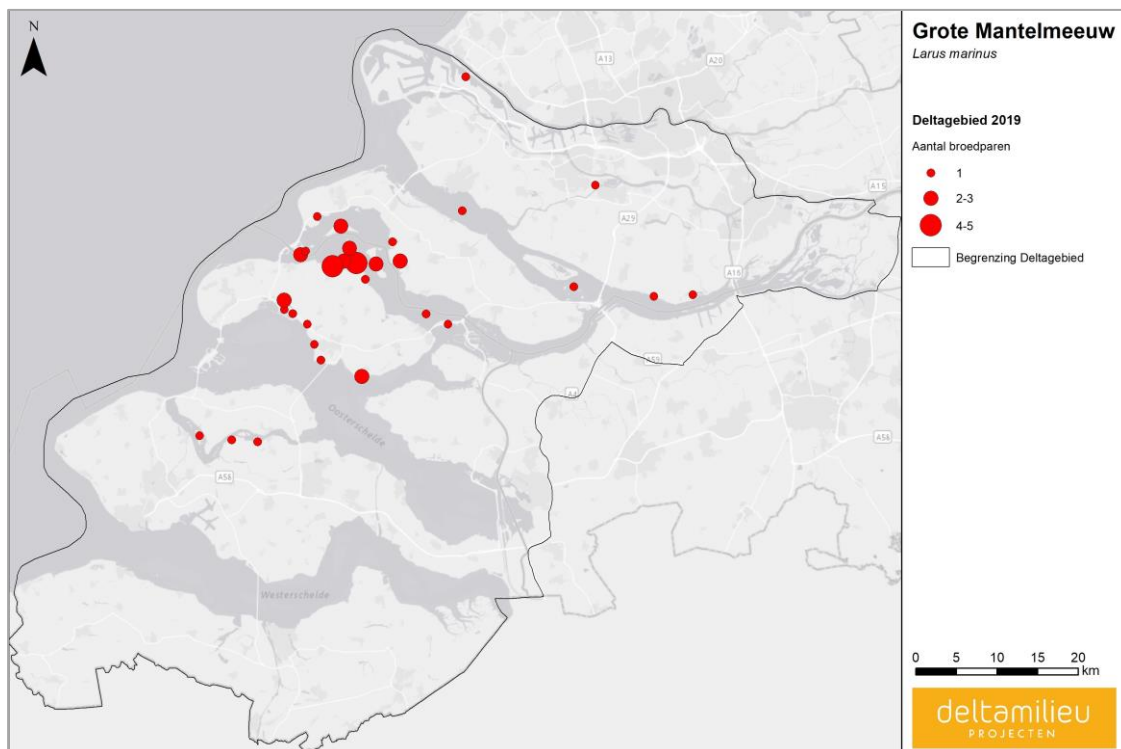 N
A13
A20
A15
A29
A16
A59
A4
A58
Oosterschelde
A58
Westerschelde
Grote Mantelmeeuw
Larus marinus
Deltagebied 2019
Aantal broedparen
1
2-3
4-5
Begrenzing Deltagebied
0 5 10 15 20
km
deltamilieu
PROJECTEN